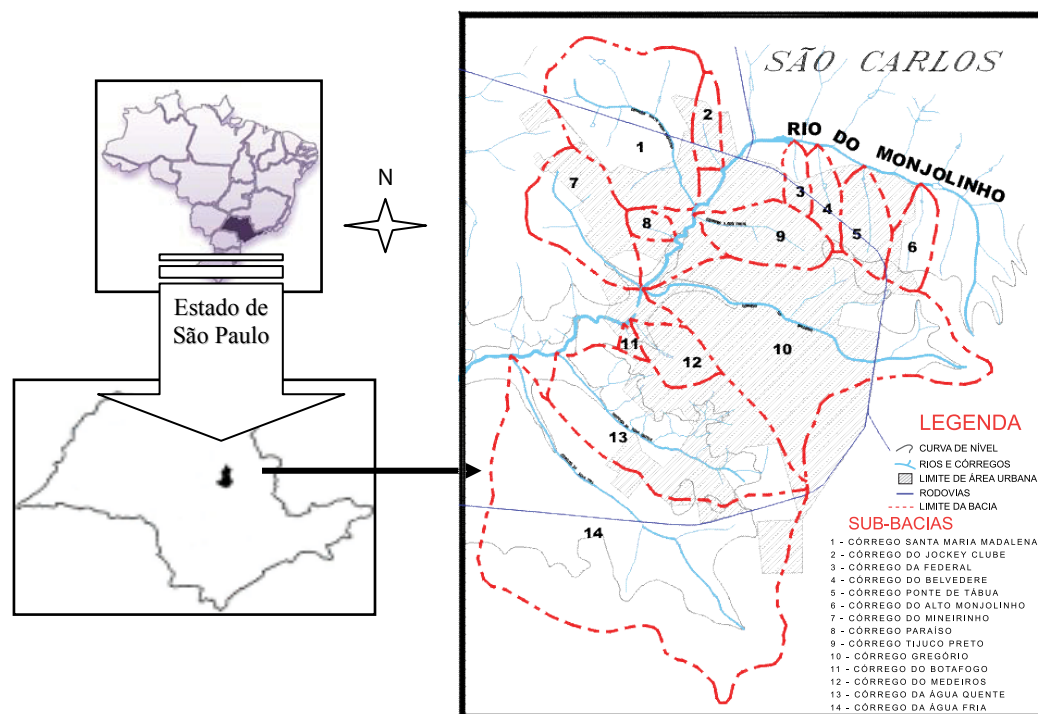 N
Estado de
São Paulo
SÃO CARLOS
RIO DO MONJOLINHO
1
2
3
4
5
6
7
8
9
10
11
12
13
14
LEGENDA
CURVA DE NÍVEL
RIOS E CÓRREGOS
LIMITE DE ÁREA URBANA
RODOVIAS
LIMITE DA BACIA
SUB-BACIAS
1 - CÓRREGO SANTA MARIA MADALENA
2 - CÓRREGO DO JOCKEY CLUBE
3 - CÓRREGO DA FEDERAL
4 - CÓRREGO DO BELVEDERE
5 - CÓRREGO PONTE DE TÁBUA
6 - CÓRREGO DO ALTO MONJOLINHO
7 - CÓRREGO DO MINEIRINHO
8 - CÓRREGO PARAÍSO
9 - CÓRREGO TIJUCO PRETO
10 - CÓRREGO GREGÓRIO
11 - CÓRREGO DO BOTAFOGO
12 - CÓRREGO DO MEDEIROS
13 - CÓRREGO DA ÁGUA QUENTE
14 - CÓRREGO DA ÁGUA FRIA